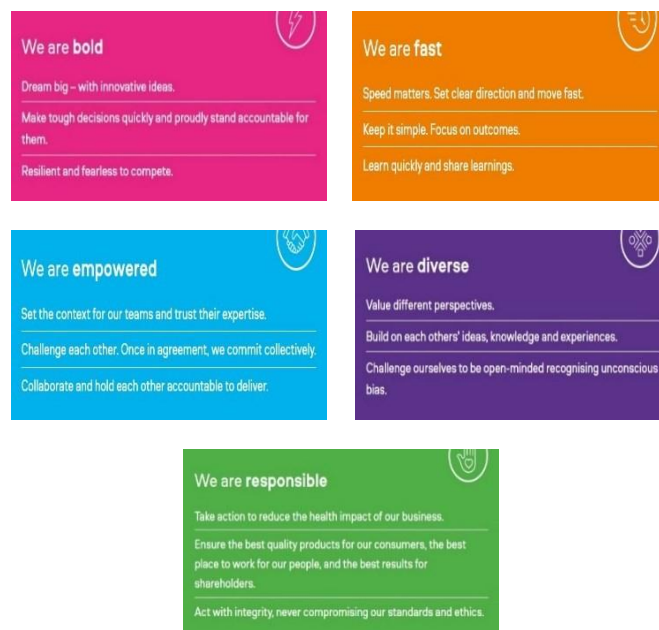 We are bold
Dream big – with innovative ideas.
Make tough decisions quickly and proudly stand accountable for
them.
Resilient and fearless to compete.
We are fast
Speed matters. Set clear direction and move fast.
Keep it simple. Focus on outcomes.
Learn quickly and share learnings.
We are empowered
Set the context for our teams and trust their expertise.
Challenge each other. Once in agreement, we commit collectively.
Collaborate and hold each other accountable to deliver.
We are diverse
Value different perspectives.
Build on each others' ideas, knowledge and experiences.
Challenge ourselves to be open-minded recognising unconscious
bias.
We are responsible
Take action to reduce the health impact of our business.
Ensure the best quality products for our consumers, the best
place to work for our people, and the best results for
shareholders.
Act with integrity, never compromising our standards and ethics.